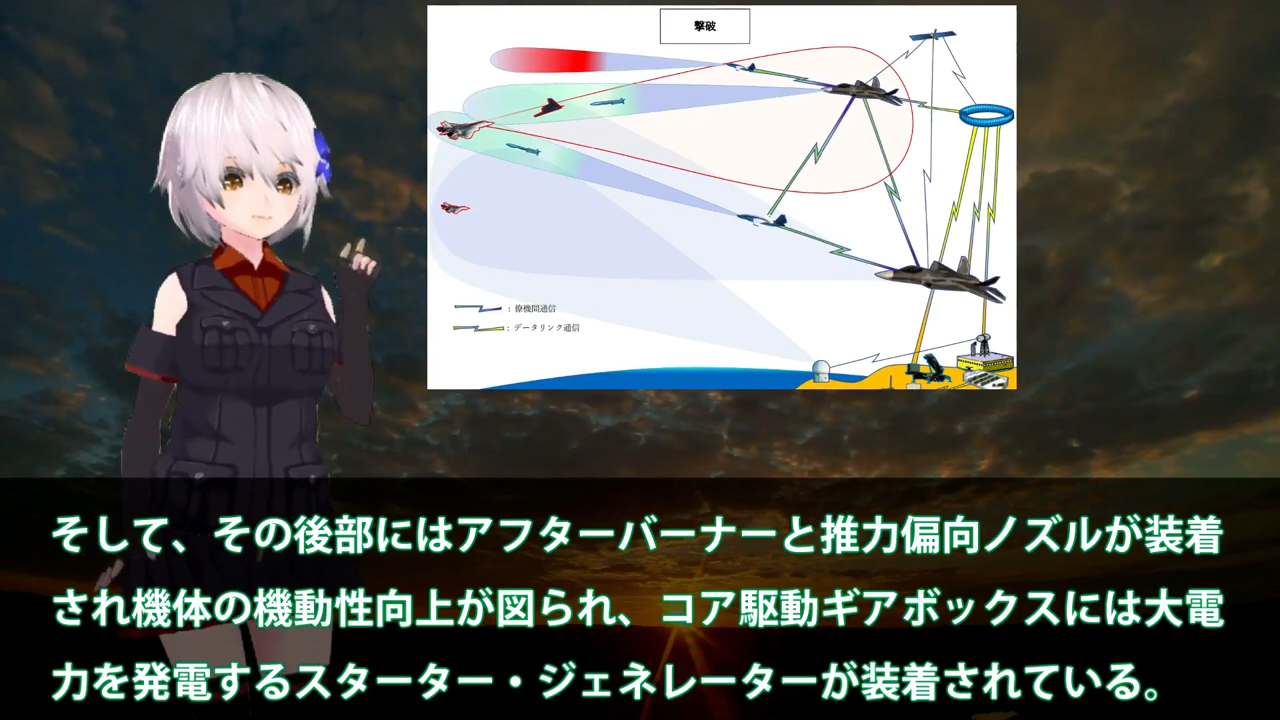 撃破
: 僚機間通信
: データリンク通信
そして、その後部にはアフターバーナーと推力偏向ノズルが装着
され機体の機動性向上が図られ、コア駆動ギアボックスには大電
力を発電するスターター・ジェネレーターが装着されている。